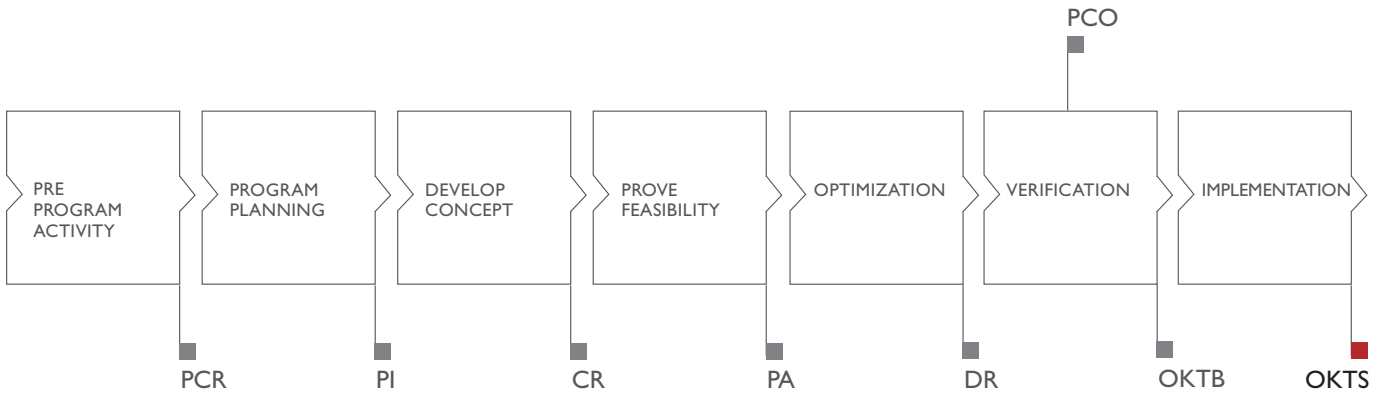 PCO
PRE
PROGRAM
ACTIVITY
PROGRAM
PLANNING
DEVELOP
CONCEPT
PROVE
FEASIBILITY
OPTIMIZATION
VERIFICATION
IMPLEMENTATION
PCR
PI
CR
PA
DR
OKTB
OKTS